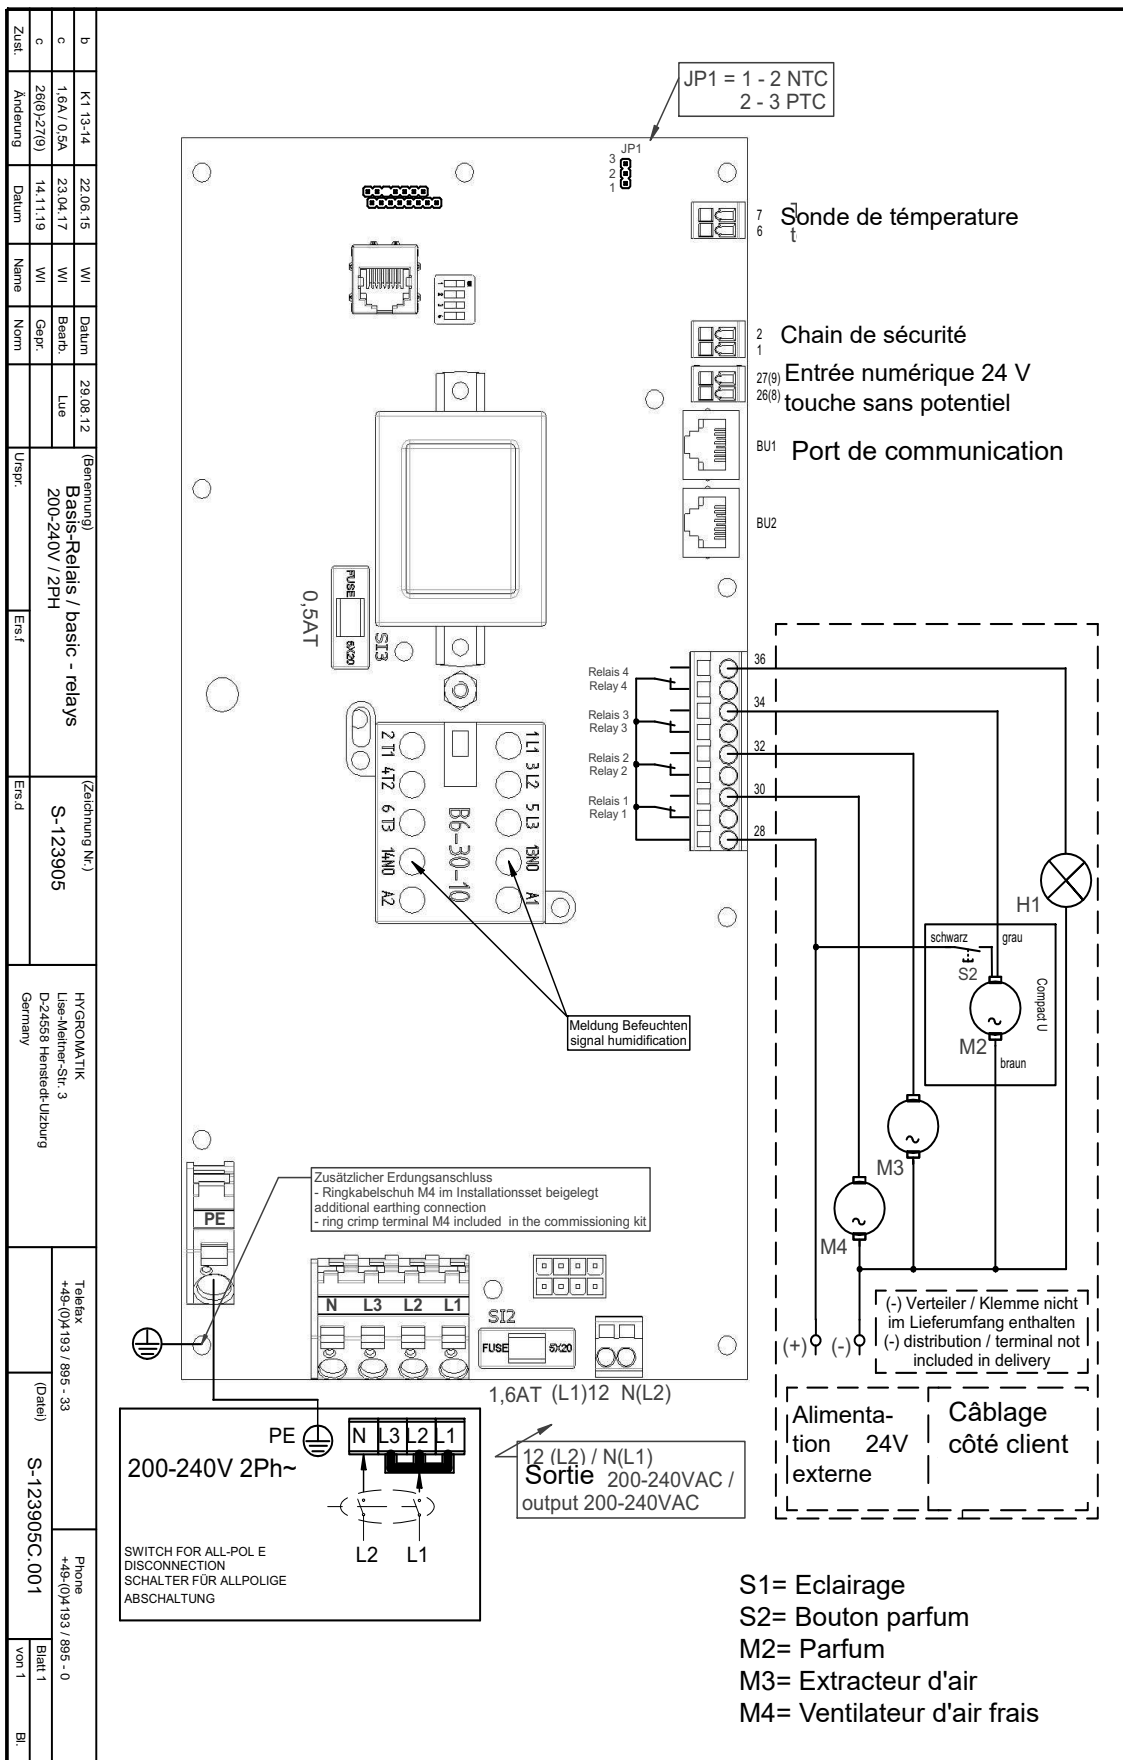 JP1 = 1 - 2 NTC
2 - 3 PTC
JP1
3
2
1
7
6
Sonde de témperature
t
2
1
Chain de sécurité
27(9)
26(8)
Entrée numérique 24 V
touche sans potentiel
BU1
Port de communication
BU2
FUSE
5X20
SI3
0,5AT
Relais 4
Relay 4
Relais 3
Relay 3
Relais 2
Relay 2
Relais 1
Relay 1
36
34
32
30
28
2 T1
4T2
6 T3
14NO
A2
1L1
3 L2
5 L3
13NO
A1
B6-30-10
H1
schwarz
grau
S2
Compact U
M2
braun
M3
M4
Meldung Befeuchten
signal humidification
Zusätzlicher Erdungsanschluss
- Ringkabelschuh M4 im Installationsset beigelegt
additional earthing connection
- ring crimp terminal M4 included in the commissioning kit
PE
N L3 L2 L1
SI2
FUSE
5X20
1,6AT (L1)12 N(L2)
(+) (-)
(-) Verteiler / Klemme nicht
im Lieferumfang enthalten
(-) distribution / terminal not
included in delivery
Alimenta-
tion 24V
externe
Câblage
côté client
12 (L2) / N(L1)
Sortie 200-240VAC /
output 200-240VAC
PE
N L3 L2 L1
200-240V 2Ph~
L2 L1
SWITCH FOR ALL-POL E
DISCONNECTION
SCHALTER FÜR ALLPOLIGE
ABSCHALTUNG
S1= Eclairage
S2= Bouton parfum
M2= Parfum
M3= Extracteur d'air
M4= Ventilateur d'air frais
b K1 13-14 22.06.15 WI Datum 29.08.12
c 1,6A / 0,5A 23.04.17 WI Bearb. Lue
c 26(8)-27(9) 14.11.19 WI Gepr.
Zust. Änderung Datum Name Norm
(Benennung)
Basis-Relais / basic - relays
200-240V / 2PH
Urspr. Ers.f
(Zeichnung Nr.)
S-123905
Ers.d
HYGROMATIK
Lise-Meitner-Str. 3
D-24558 Henstedt-Ulzburg
Germany
Telefax
+49-(0)4193 / 895 - 33
Phone
+49-(0)4193 / 895 - 0
(Datei)
S-123905C.001
Blatt 1
von 1 Bl.